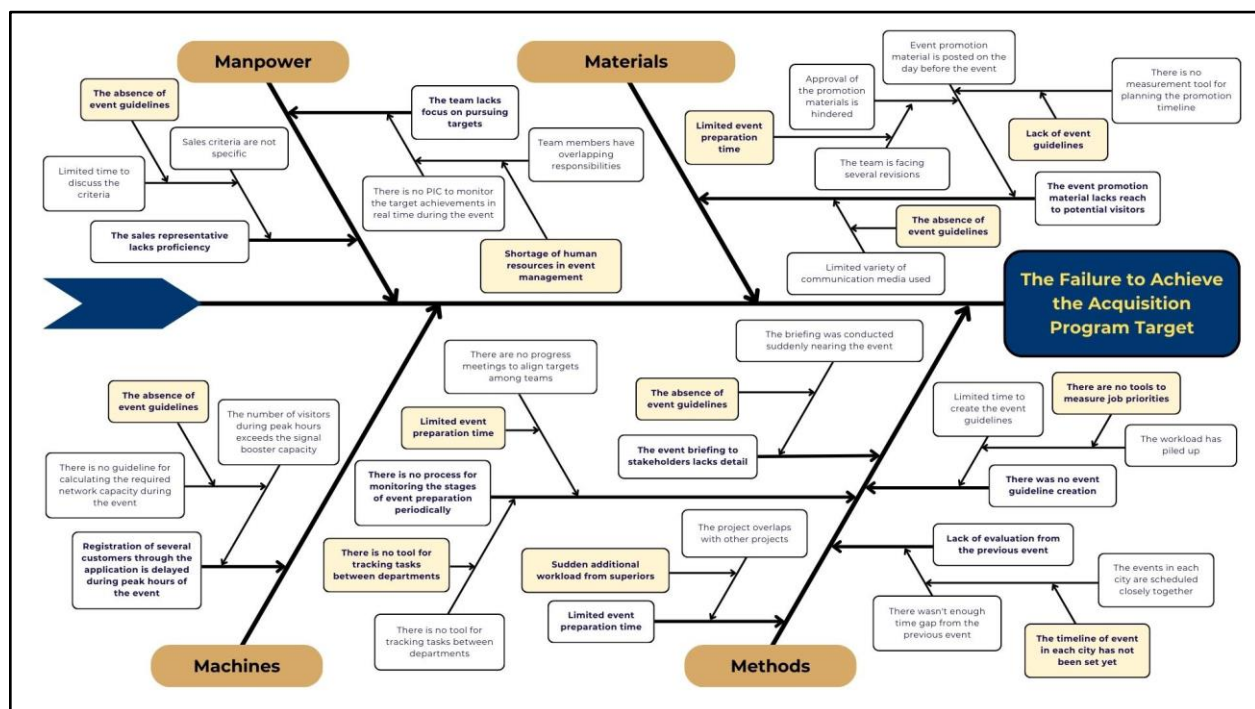 Manpower
The absence of
event guidelines
Sales criteria are not
specific
Limited time to
discuss the
criteria
The sales representative
lacks proficiency
The team lacks
focus on pursuing
targets
Team members have
overlapping
responsibilities
There is no PIC to monitor
the target achievements in
real time during the event
Shortage of human
resources in event
management
Materials
Event promotion
material is posted on
the day before the event
Approval of
the promotion
materials is
hindered
There is no
measurement tool for
planning the promotion
timeline
Limited event
preparation time
Lack of event
guidelines
The team is facing
several revisions
The event promotion
material lacks reach
to potential visitors
The absence of
event guidelines
Limited variety of
communication media used
The Failure to Achieve
the Acquisition
Program Target
The absence of
event guidelines
The number of visitors
during peak hours
exceeds the signal
booster capacity
There is no guideline for
calculating the required
network capacity during
the event
Registration of several
customers through the
application is delayed
during peak hours of
the event
Machines
There are no progress
meetings to align targets
among teams
Limited event
preparation time
There is no process for
monitoring the stages of
event preparation
periodically
There is no tool for
tracking tasks
between departments
There is no tool for
tracking tasks between
departments
The briefing was conducted
suddenly nearing the event
The absence of
event guidelines
The event briefing to
stakeholders lacks detail
The project overlaps
with other projects
Sudden additional
workload from superiors
Limited event
preparation time
Limited time to
create the event
guidelines
There are no tools to
measure job priorities
The workload has
piled up
There was no event
guideline creation
Lack of evaluation from
the previous event
The events in each
city are scheduled
closely together
There wasn't enough
time gap from the
previous event
The timeline of event
in each city has not
been set yet
Methods